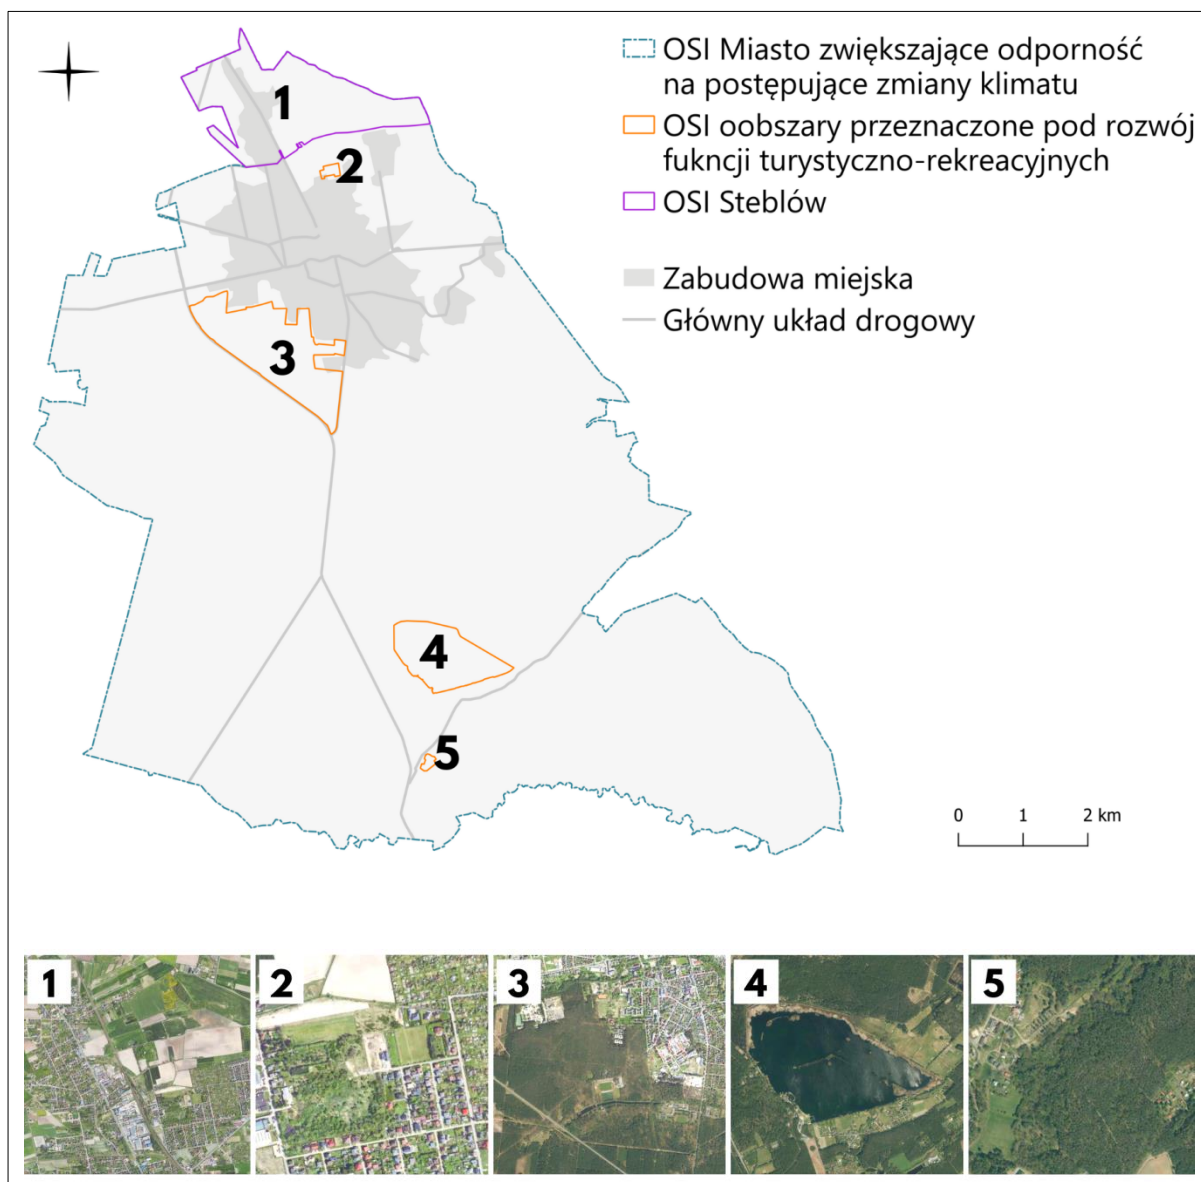 OSI Miasto zwiększające odporność
na postępujące zmiany klimatu
OSI oobszary przeznaczone pod rozwój
fukncji turystyczno-rekreacyjnych
OSI Steblów
Zabudowa miejska
Główny układ drogowy
1
2
3
4
5
0 1 2 km
1 2 3 4 5